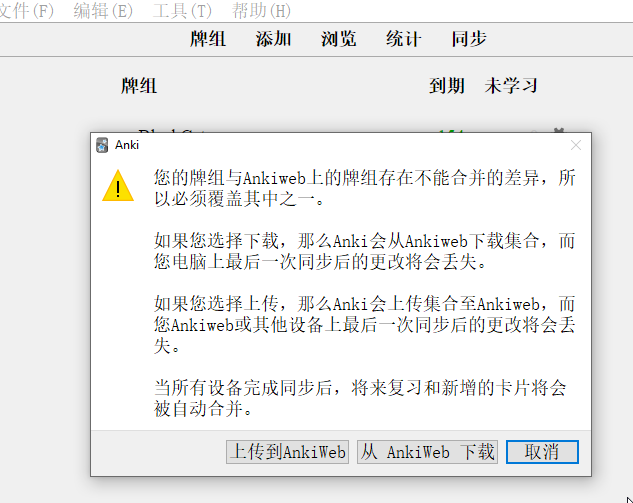 文件(F) 编辑(E) 工具(T) 帮助(H)
牌组 添加 浏览 统计 同步
牌组 到期 未学习
Anki
您的牌组与Ankiweb上的牌组存在不能合并的差异，所
以必须覆盖其中之一。
如果您选择下载，那么Anki会从Ankiweb下载集合，而
您电脑上最后一次同步后的更改将会丢失。
如果您选择上传，那么Anki会上传集合至Ankiweb，而
您Ankiweb或其他设备上最后一次同步后的更改将会丢
失。
当所有设备完成同步后，将来复习和新增的卡片将会
被自动合并。
上传到AnkiWeb 从 AnkiWeb 下载 取消